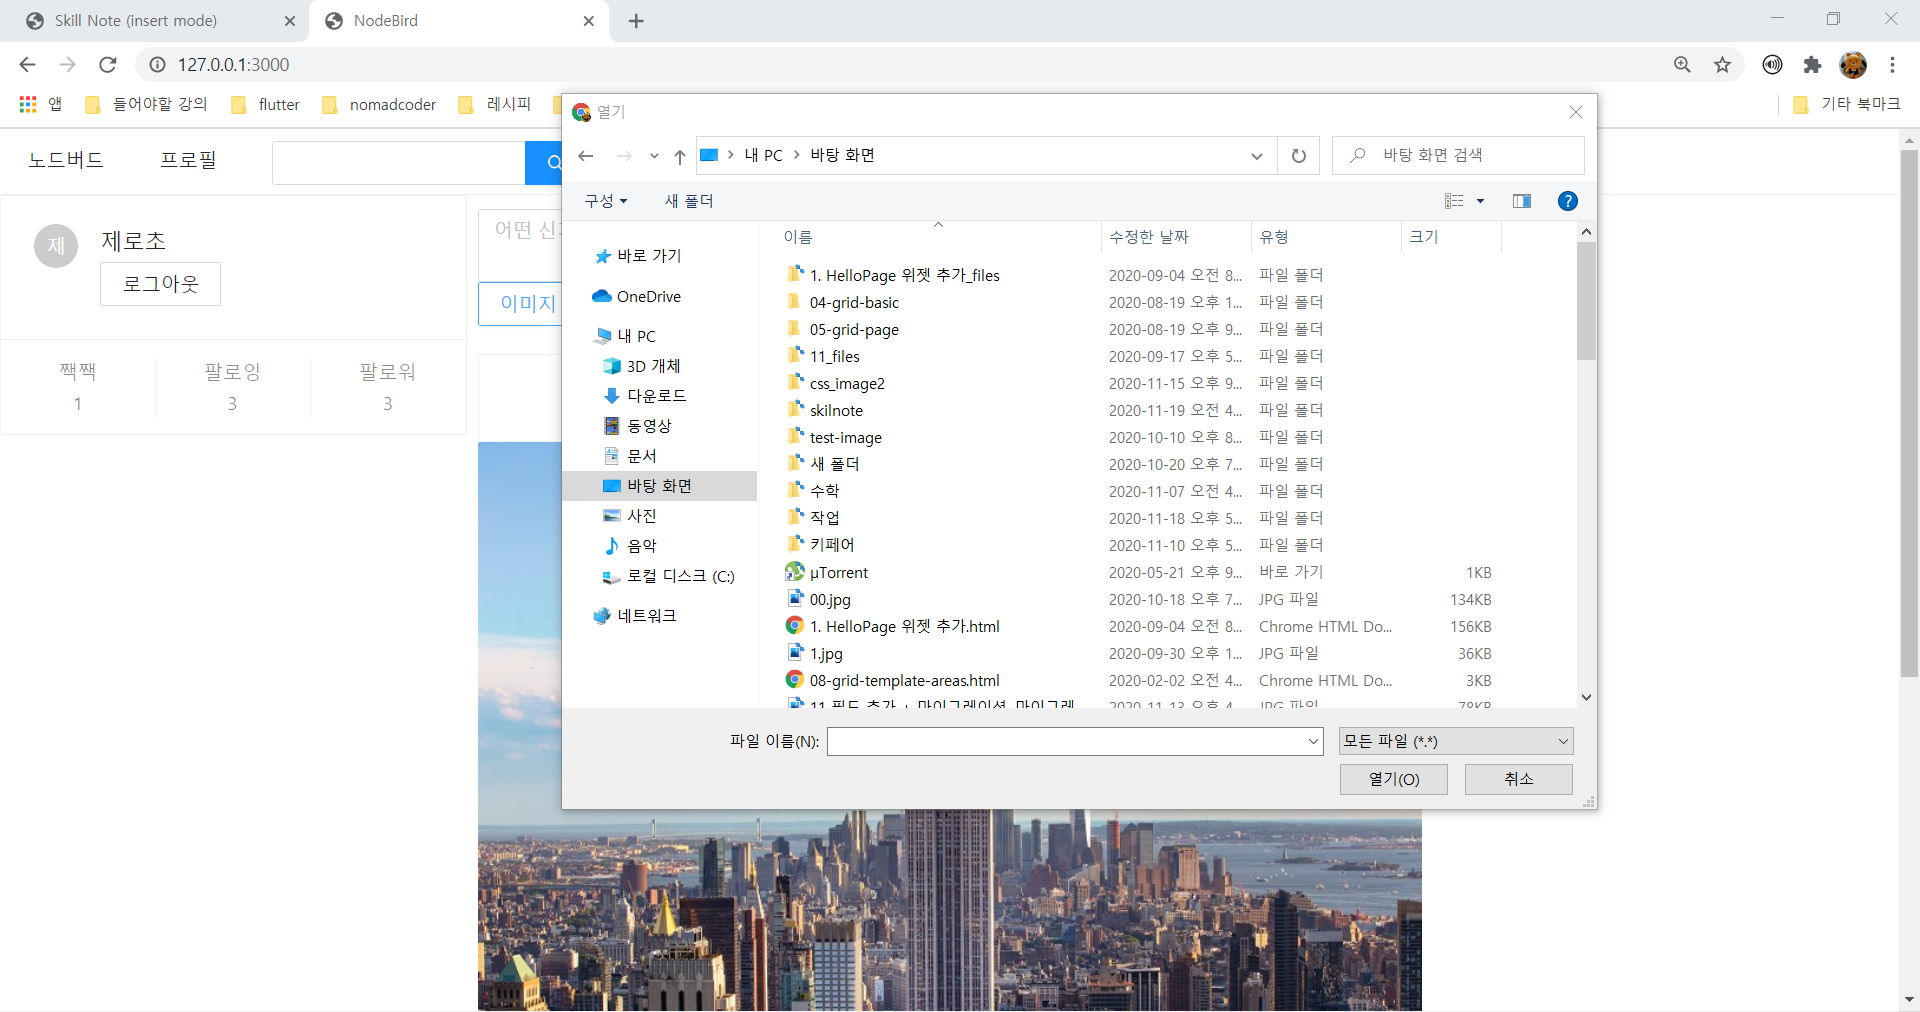 Skill Note (insert mode)
NodeBird
127.0.0.1:3000
앱
들어야할 강의
flutter
nomadcoder
레시피
기타 북마크
노드버드
프로필
제
제로초
로그아웃
짹짹
팔로잉
팔로워
1
3
3
어떤 신기
이미지
열기
내 PC
바탕 화면
바탕 화면 검색
구성
새 폴더
바로 가기
OneDrive
내 PC
3D 개체
다운로드
동영상
문서
바탕 화면
사진
음악
로컬 디스크 (C:)
네트워크
이름 수정한 날짜 유형 크기
1. HelloPage 위젯 추가_files 2020-09-04 오전 8... 파일 폴더
04-grid-basic 2020-08-19 오후 1... 파일 폴더
05-grid-page 2020-08-19 오후 9... 파일 폴더
11_files 2020-09-17 오후 5... 파일 폴더
css_image2 2020-11-15 오후 9... 파일 폴더
skilnote 2020-11-19 오전 4... 파일 폴더
test-image 2020-10-10 오후 8... 파일 폴더
새 폴더 2020-10-20 오후 7... 파일 폴더
수학 2020-11-07 오전 4... 파일 폴더
작업 2020-11-18 오후 5... 파일 폴더
키페어 2020-11-10 오후 5... 파일 폴더
µTorrent 2020-05-21 오후 9... 바로 가기 1KB
00.jpg 2020-10-18 오후 7... JPG 파일 134KB
1. HelloPage 위젯 추가.html 2020-09-04 오전 8... Chrome HTML Do... 156KB
1.jpg 2020-09-30 오후 1... JPG 파일 36KB
08-grid-template-areas.html 2020-02-02 오전 4... Chrome HTML Do... 3KB
11 필드 추가 마이그레이션 마이그레 2020-11-13 오후 4 JPG 파일 78KB
파일 이름(N):
모든 파일 (*.*)
열기(O)
취소